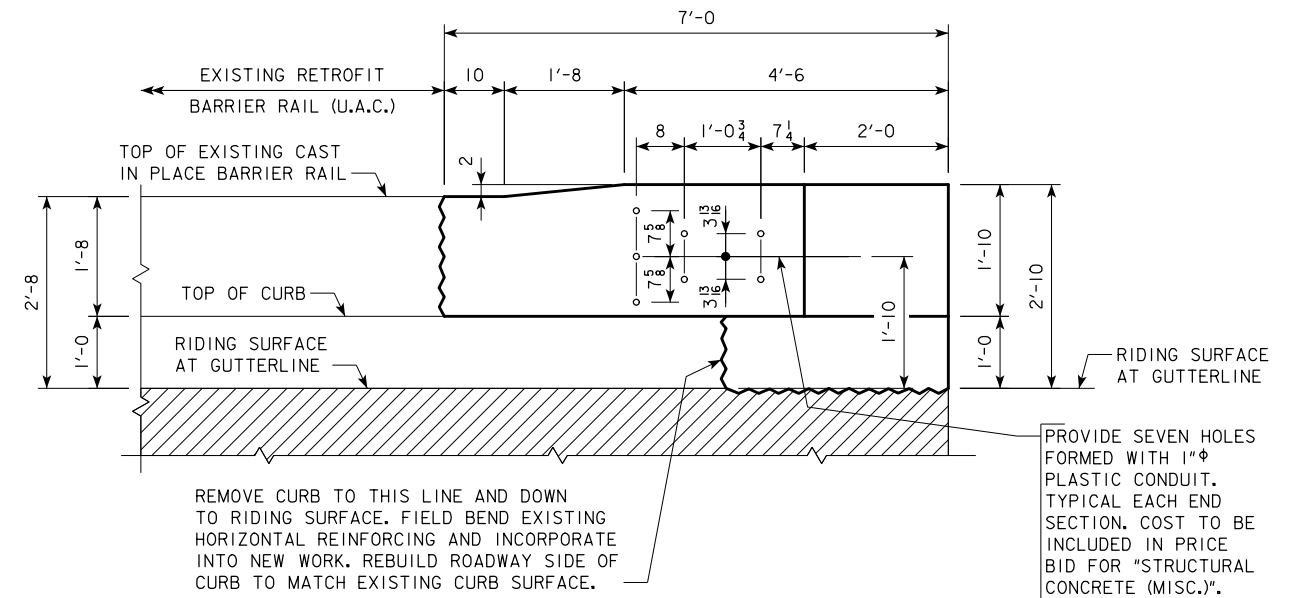 7'-0
EXISTING RETROFIT
BARRIER RAIL (U.A.C.)
10
1'-8
4'-6
8
1'-0 3/4
7 1/4
2'-0
TOP OF EXISTING CAST
IN PLACE BARRIER RAIL
2
2'-8
1'-8
1'-0
7 5/8
7 5/8
3 13/16
3 13/16
1'-10
1'-10
1'-0
2'-10
TOP OF CURB
RIDING SURFACE
AT GUTTERLINE
RIDING SURFACE
AT GUTTERLINE
REMOVE CURB TO THIS LINE AND DOWN
TO RIDING SURFACE. FIELD BEND EXISTING
HORIZONTAL REINFORCING AND INCORPORATE
INTO NEW WORK. REBUILD ROADWAY SIDE OF
CURB TO MATCH EXISTING CURB SURFACE.
PROVIDE SEVEN HOLES
FORMED WITH 1"Φ
PLASTIC CONDUIT.
TYPICAL EACH END
SECTION. COST TO BE
INCLUDED IN PRICE
BID FOR "STRUCTURAL
CONCRETE (MISC.)".